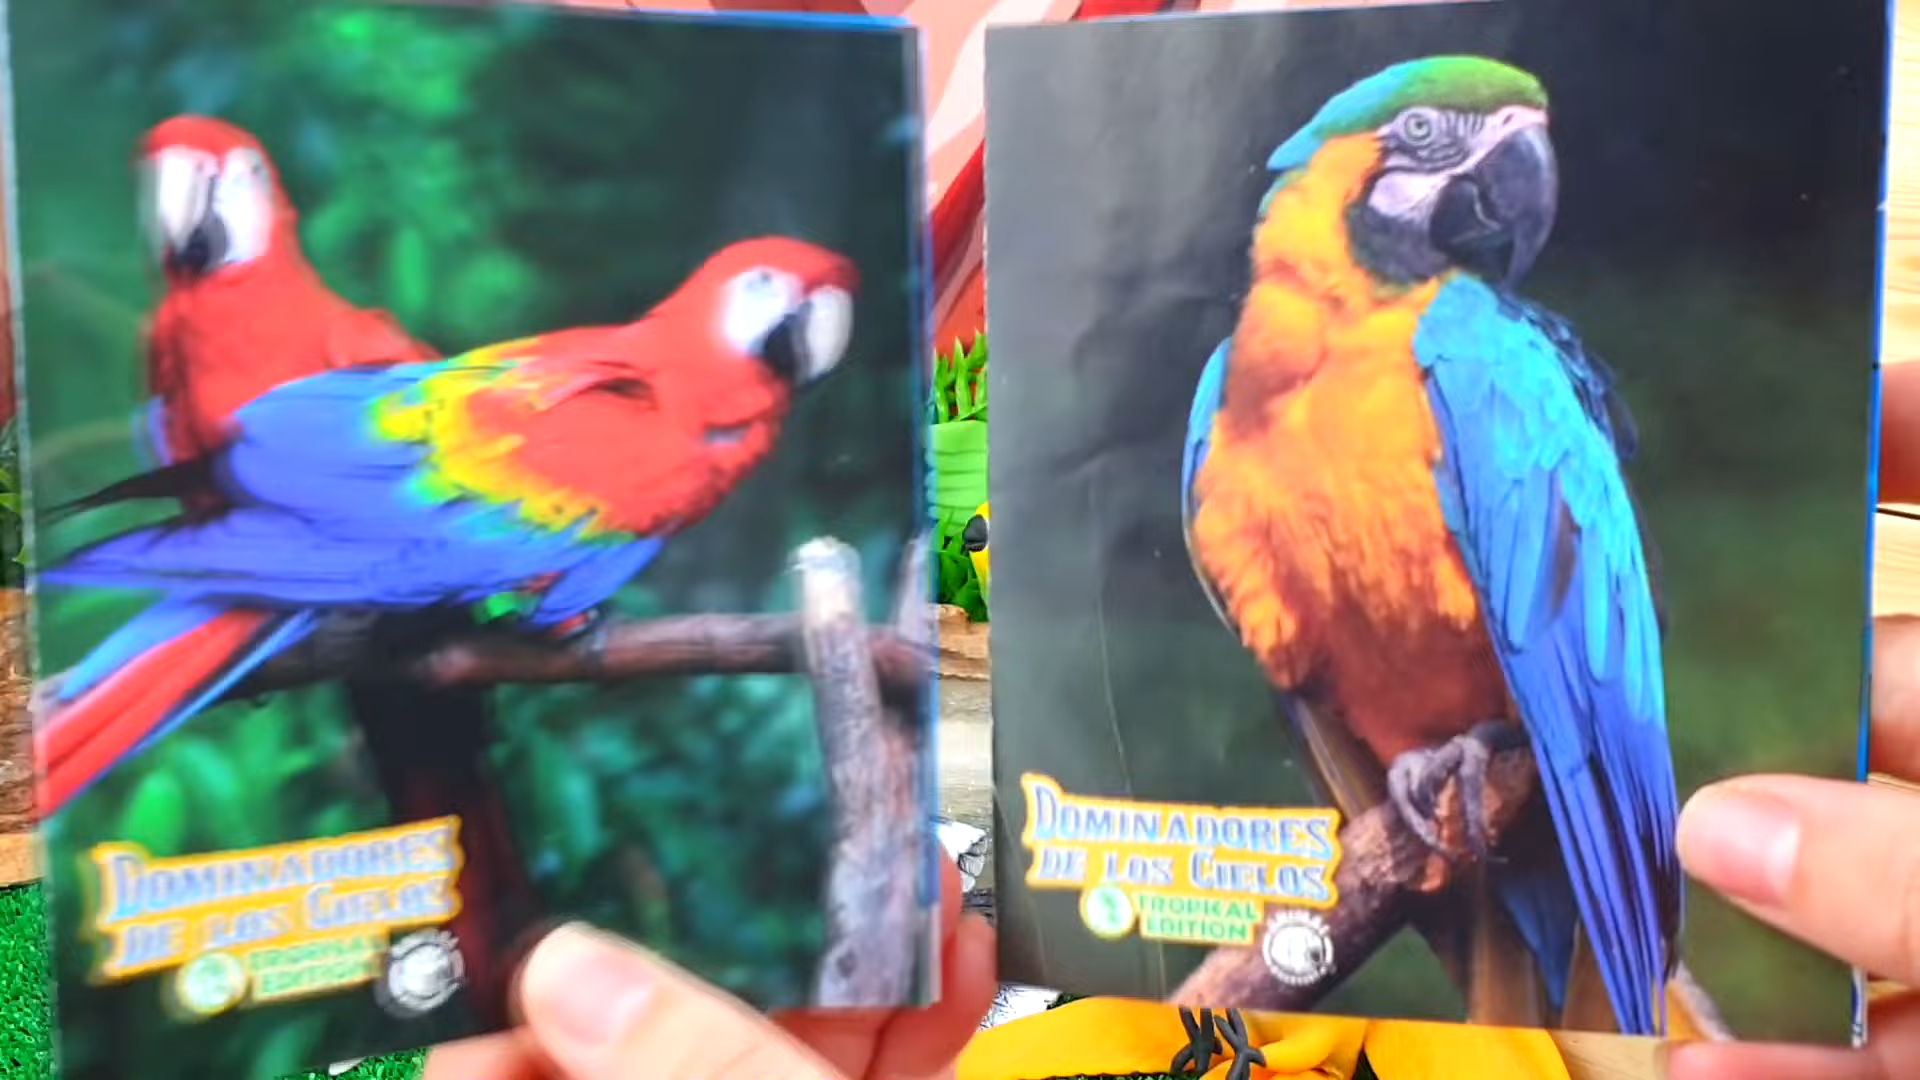 DOMINADORES
DE LOS CIELOS
TROPICAL
EDITION
DOMINADORES
DE LOS CIELOS
TROPICAL
EDITION